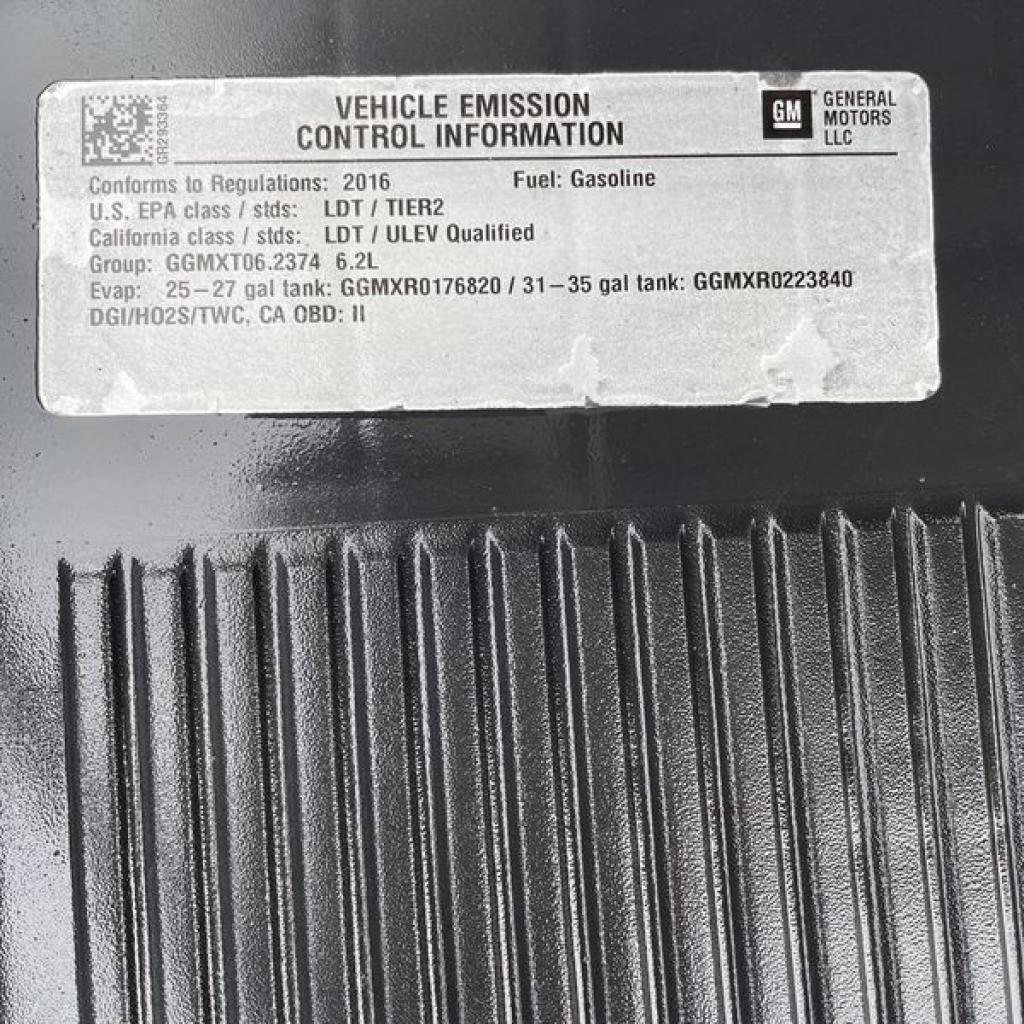 VEHICLE EMISSION
CONTROL INFORMATION
GM
GENERAL
MOTORS
LLC
GR2193364
Conforms to Regulations: 2016 Fuel: Gasoline
U.S. EPA class / stds: LDT / TIER2
California class / stds: LDT / ULEV Qualified
Group: GGMXT06.2374 6.2L
Evap: 25–27 gal tank: GGMXR0176820 / 31–35 gal tank: GGMXR0223840
DGI/HO2S/TWC, CA OBD: II